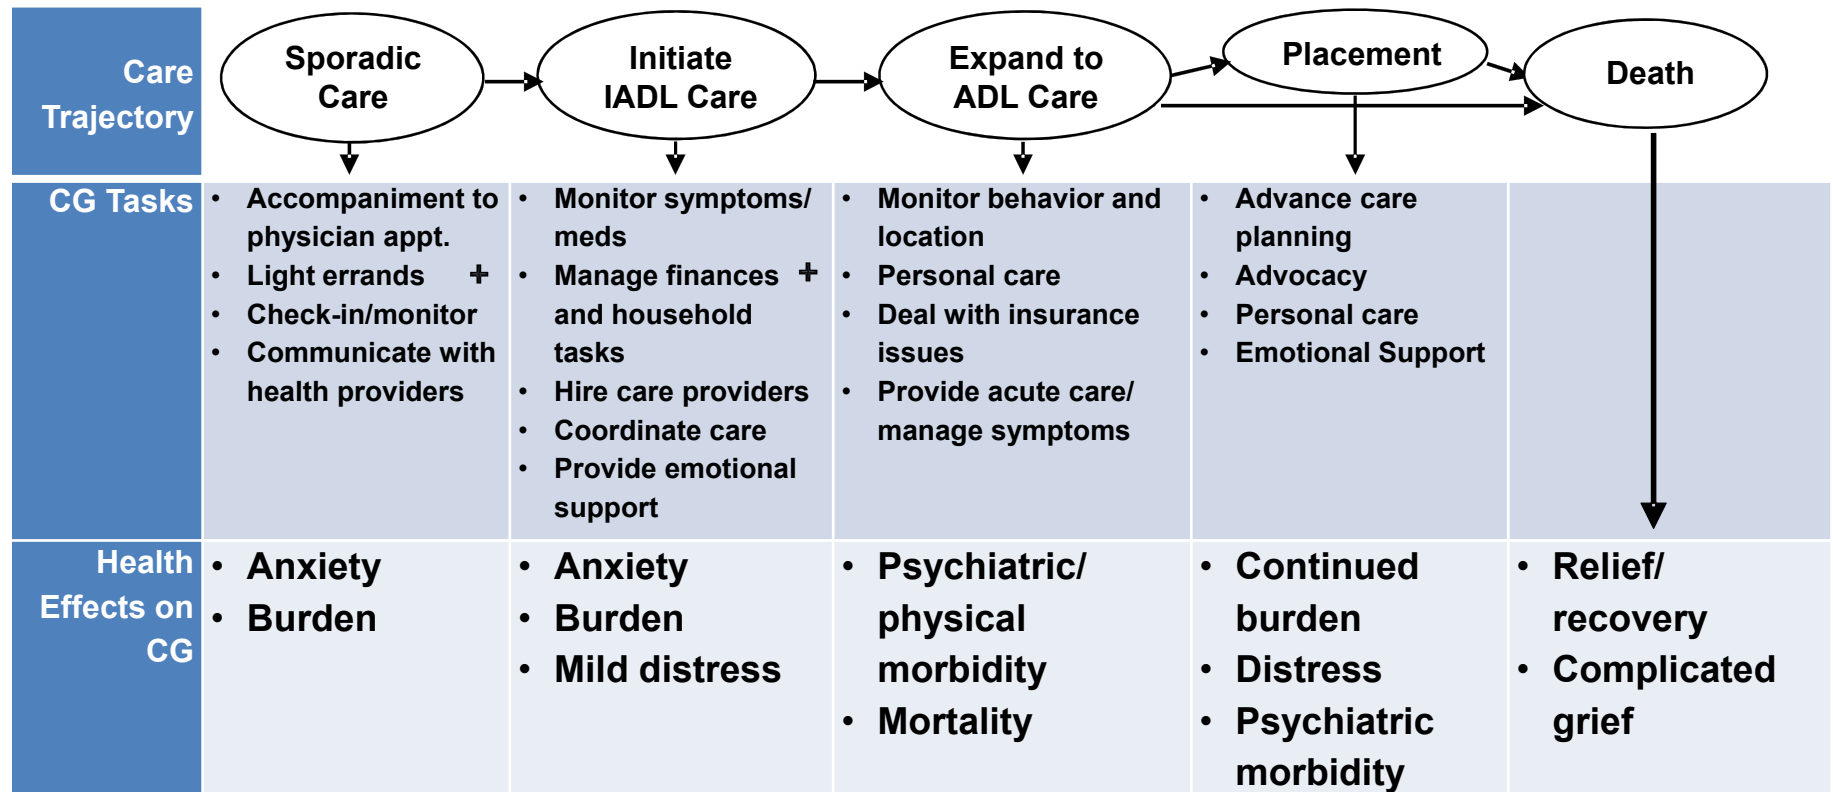 Care
Trajectory
Sporadic
Care
Initiate
IADL Care
Expand to
ADL Care
Placement
Death
CG Tasks
• Accompaniment to
physician appt.
• Light errands +
• Check-in/monitor
• Communicate with
health providers
• Monitor symptoms/
meds
• Manage finances +
and household
tasks
• Hire care providers
• Coordinate care
• Provide emotional
support
• Monitor behavior and
location
• Personal care
• Deal with insurance
issues
• Provide acute care/
manage symptoms
• Advance care
planning
• Advocacy
• Personal care
• Emotional Support
Health
Effects on
CG
• Anxiety
• Burden
• Anxiety
• Burden
• Mild distress
• Psychiatric/
physical
morbidity
• Mortality
• Continued
burden
• Distress
• Psychiatric
morbidity
• Relief/
recovery
• Complicated
grief